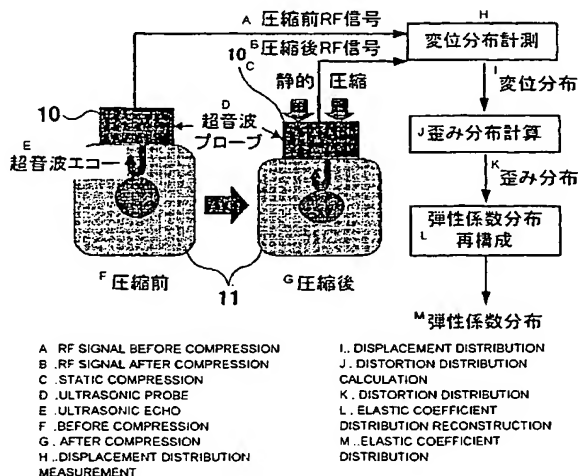 A 圧縮前RF信号
B圧縮後RF信号
H
変位分布計測
I
変位分布
10
10 C
静的 圧縮
D
超音波
プローブ
E
超音波エコー
J歪み分布計算
K
歪み分布
L 弾性係数分布
再構成
M弾性係数分布
F圧縮前
11
G圧縮後
A RF SIGNAL BEFORE COMPRESSION
B .RF SIGNAL AFTER COMPRESSION
C .STATIC COMPRESSION
D .ULTRASONIC PROBE
E .ULTRASONIC ECHO
F .BEFORE COMPRESSION
G .AFTER COMPRESSION
H ..DISPLACEMENT DISTRIBUTION
MEASUREMENT
I.. DISPLACEMENT DISTRIBUTION
J . DISTORTION DISTRIBUTION
CALCULATION
K . DISTORTION DISTRIBUTION
L . ELASTIC COEFFICIENT
DISTRIBUTION RECONSTRUCTION
M ..ELASTIC COEFFICIENT
DISTRIBUTION